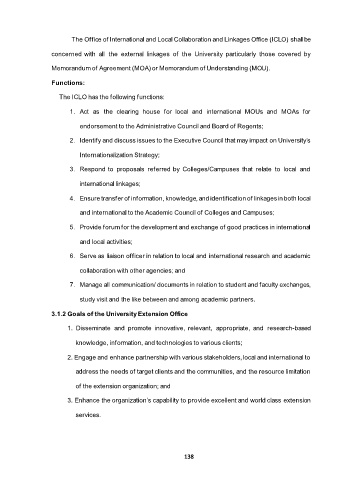 The Office of International and Local Collaboration and Linkages Office (ICLO) shall be
concerned with all the external linkages of the University particularly those covered by
Memorandum of Agreement (MOA) or Memorandum of Understanding (MOU).
Functions:
The ICLO has the following functions:
1. Act as the clearing house for local and international MOUs and MOAs for
endorsement to the Administrative Council and Board of Regents;
2. Identify and discuss issues to the Executive Council that may impact on University's
Internationalization Strategy;
3. Respond to proposals referred by Colleges/Campuses that relate to local and
international linkages;
4. Ensure transfer of information, knowledge, and identification of linkages in both local
and international to the Academic Council of Colleges and Campuses;
5. Provide forum for the development and exchange of good practices in international
and local activities;
6. Serve as liaison officer in relation to local and international research and academic
collaboration with other agencies; and
7. Manage all communication/ documents in relation to student and faculty exchanges,
study visit and the like between and among academic partners.
3.1.2 Goals of the University Extension Office
1. Disseminate and promote innovative, relevant, appropriate, and research-based
knowledge, information, and technologies to various clients;
2. Engage and enhance partnership with various stakeholders, local and international to
address the needs of target clients and the communities, and the resource limitation
of the extension organization; and
3. Enhance the organization's capability to provide excellent and world class extension
services.
138